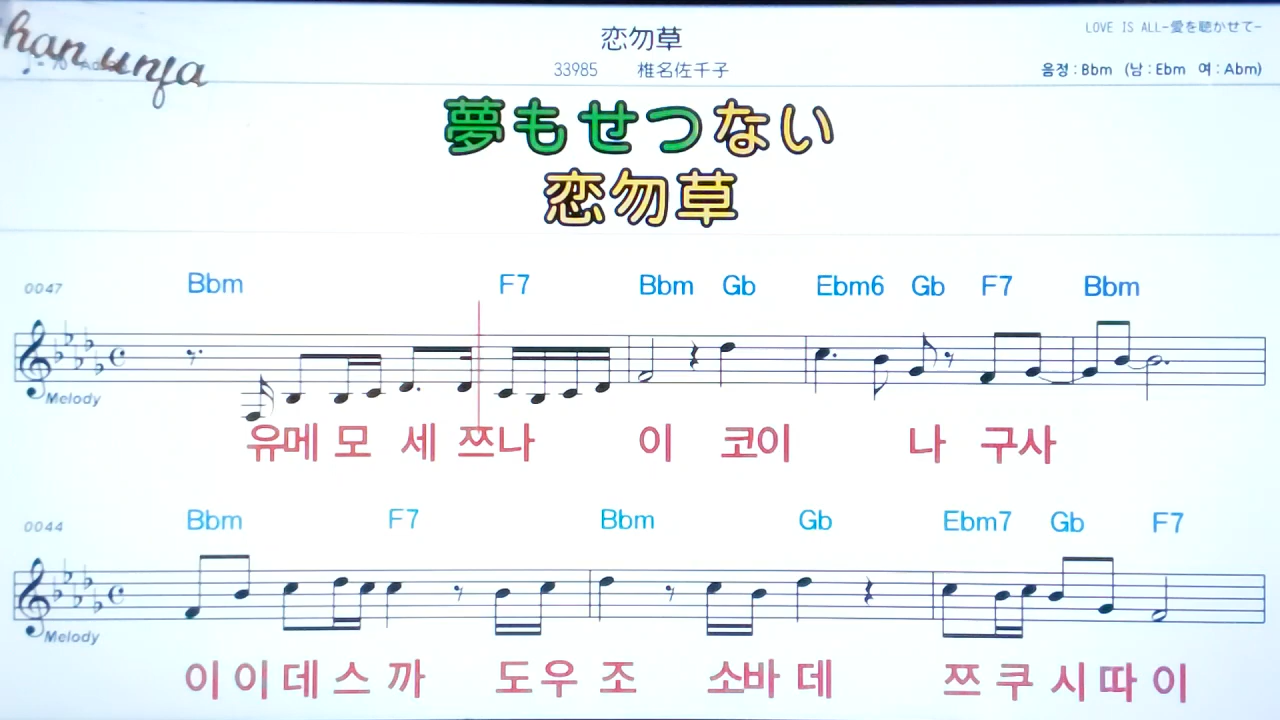 han unja
恋勿草
LOVE IS ALL-愛を聴かせて-
33985 椎名佐千子
음정:Bbm (남:Ebm 여:Abm)
夢もせつない
恋勿草
0047 Bbm F7 Bbm Gb Ebm6 Gb F7 Bbm
Melody
유메 모 세 쯔나 이 코이 나 구사
0044 Bbm F7 Bbm Gb Ebm7 Gb F7
Melody
이 이 데 스 까 도우 조 소바 데 쯔 쿠 시 따 이